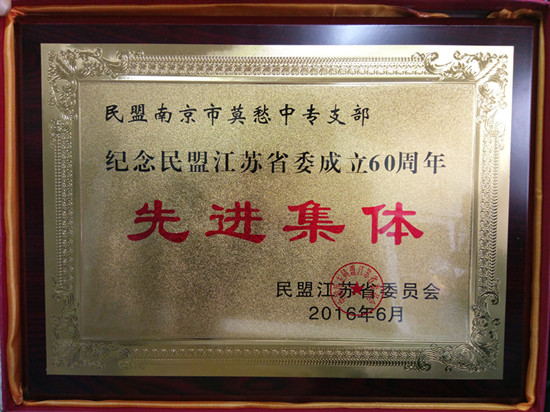 民盟南京市莫愁中专支部
纪念民盟江苏省委成立60周年
先进集体
民盟江苏省委员会
2016年6月